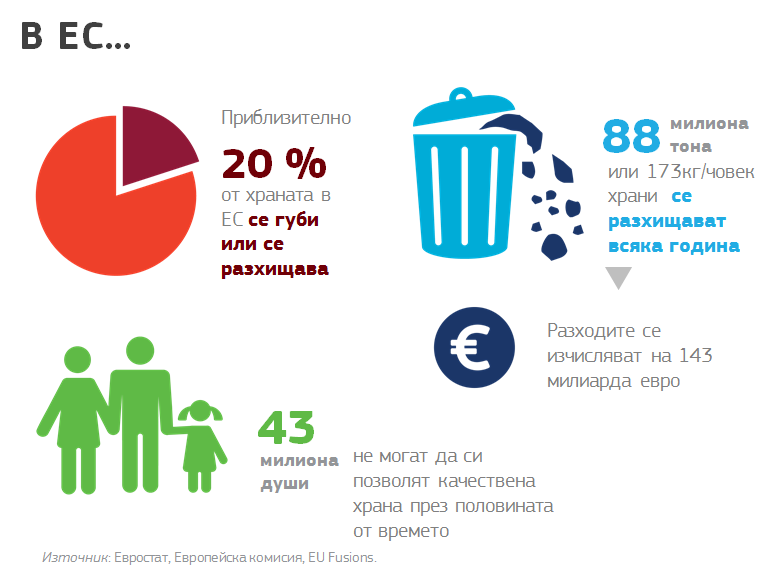 В ЕС...
Приблизително
20 %
от храната в
ЕС се губи
или се
разхищава
88 милиона
тона
или 173кг/човек
храни се
разхищават
всяка година
€
Разходите се
изчисляват на 143
милиарда евро
43
милиона
души
не могат да си
позволят качествена
храна през половината
от времето
Източник: Евростат, Европейска комисия, EU Fusions.